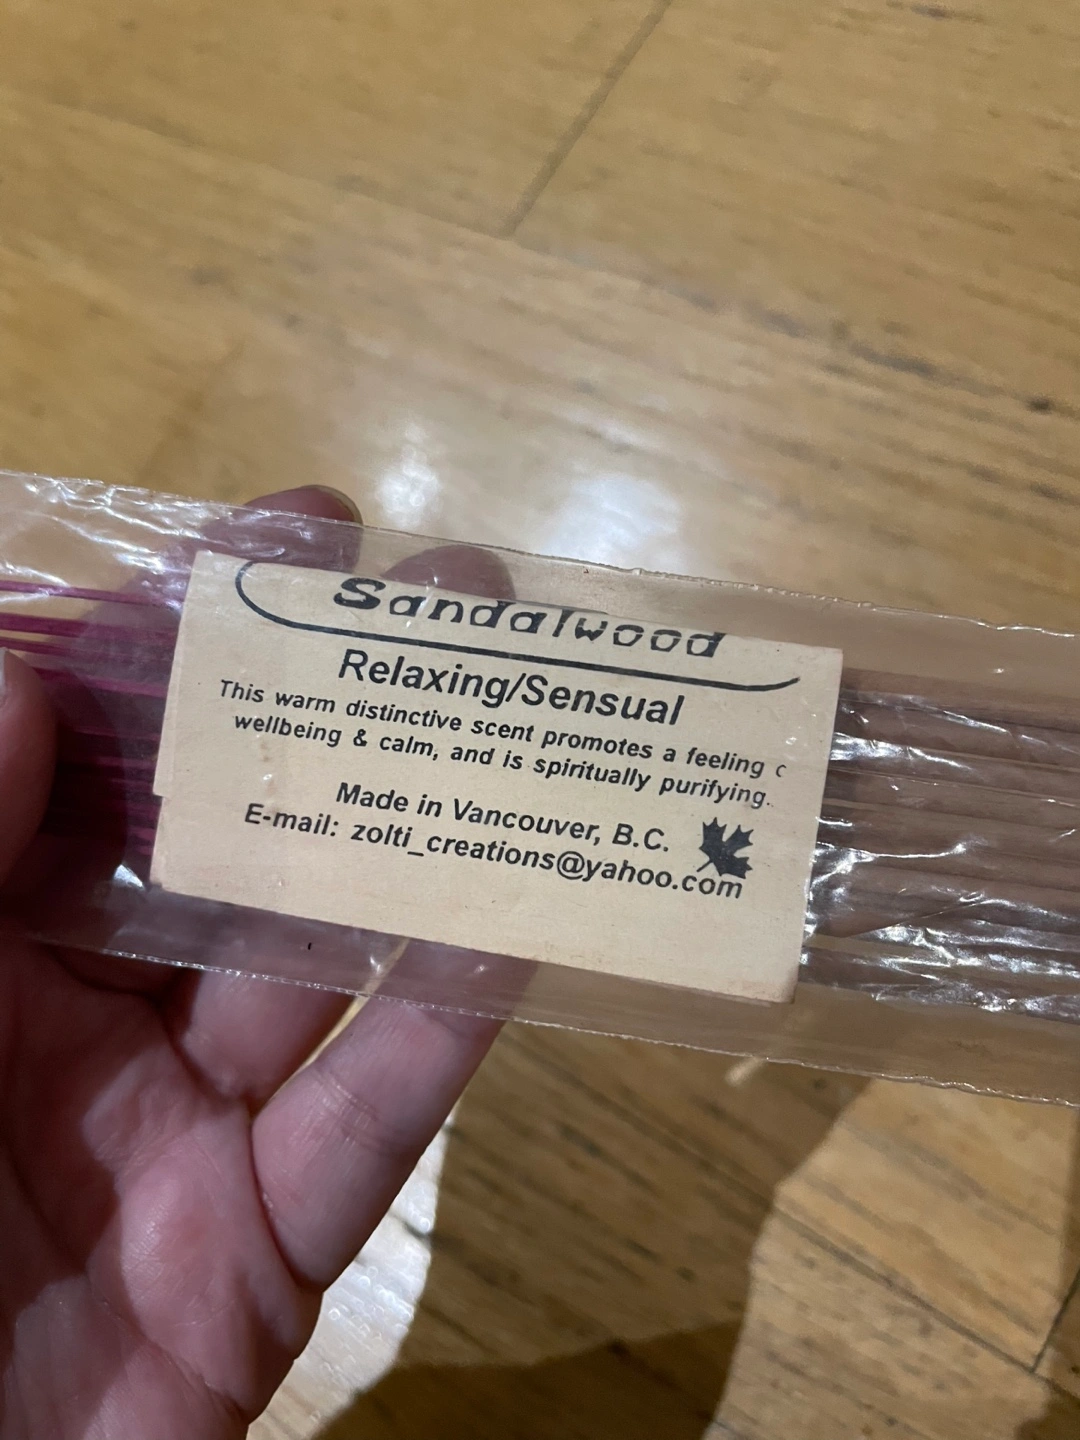 Sandalwood
Relaxing/Sensual
This warm distinctive scent promotes a feeling
wellbeing & calm, and is spiritually purifying.
Made in Vancouver, B.C.
E-mail: zolti_creations@yahoo.com